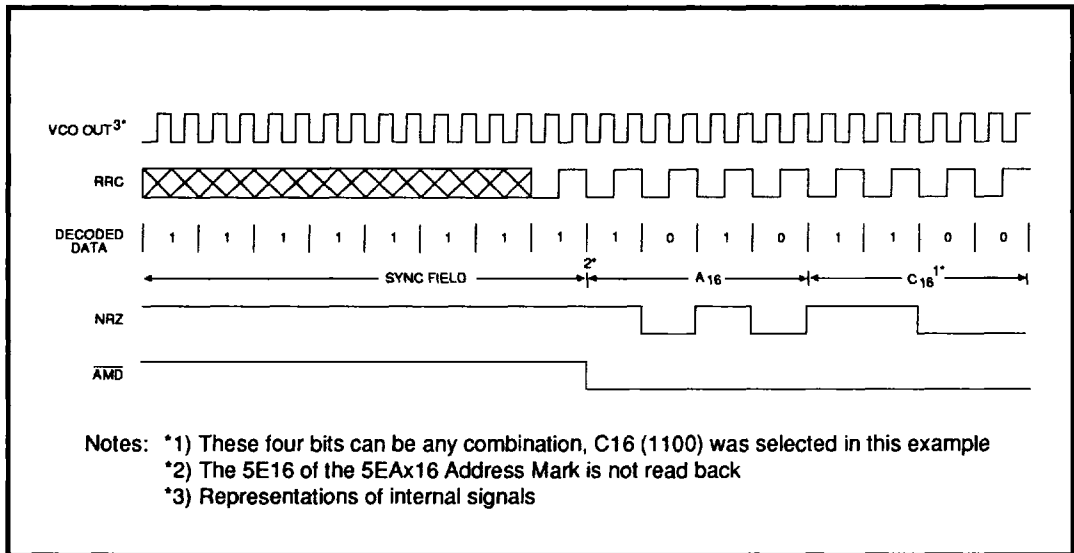 VCO OUT3*
RRC
DECODED DATA
1 1 1 1 1 1 1 1 1 0 1 0 1 1 0 0
2*
SYNC FIELD A16 C16 1*
NRZ
AMD
Notes: *1) These four bits can be any combination, C16 (1100) was selected in this example
*2) The 5E16 of the 5EAx16 Address Mark is not read back
*3) Representations of internal signals